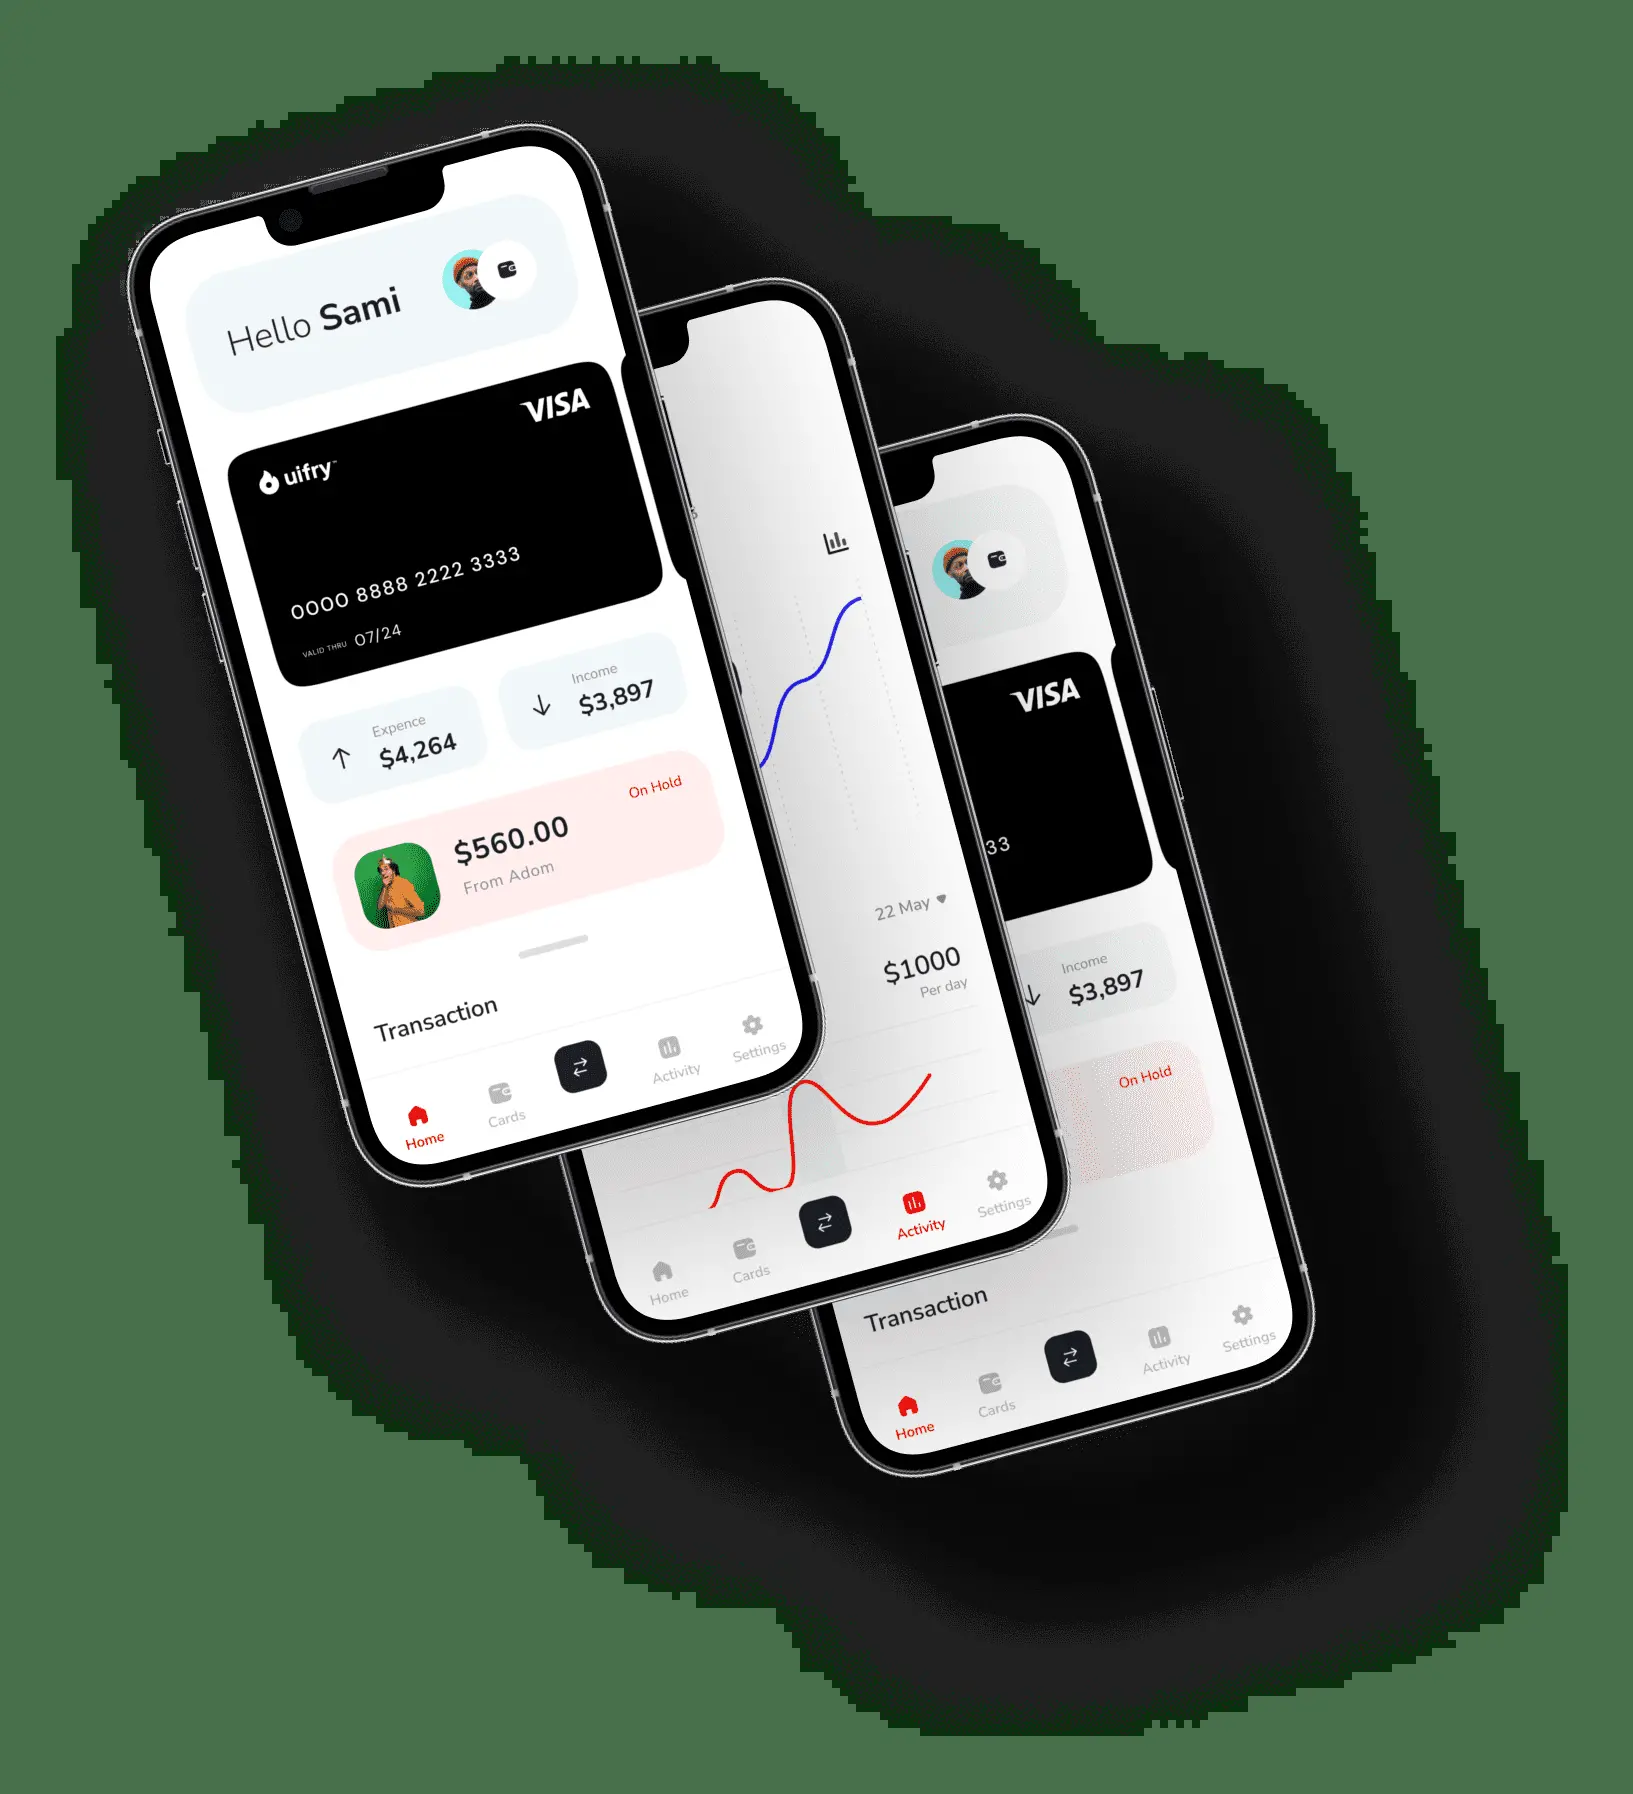 Hello Sami
VISA
uifry™
0000 8888 2222 3333
VALID THRU 07/24
Expence
$4,264
Income
$3,897
On Hold
$560.00
From Adom
Transaction
Home
Cards
Activity
Settings
22 May
$1000
Per day
Home
Cards
Activity
Settings
VISA
33
Income
$3,897
On Hold
Transaction
Home
Cards
Activity
Settings